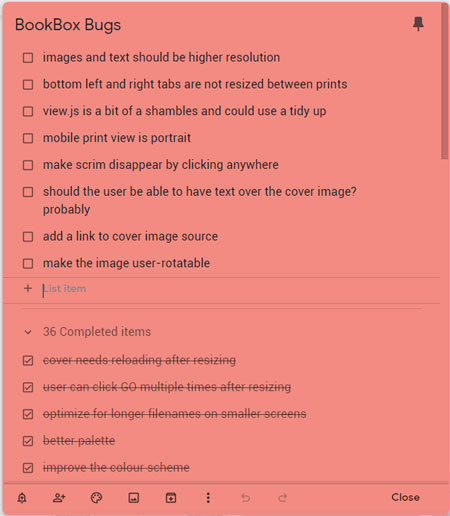 BookBox Bugs
images and text should be higher resolution
bottom left and right tabs are not resized between prints
view.js is a bit of a shambles and could use a tidy up
mobile print view is portrait
make scrim disappear by clicking anywhere
should the user be able to have text over the cover image?
probably
add a link to cover image source
make the image user-rotatable
List item
36 Completed items
cover needs reloading after resizing
user can click GO multiple times after resizing
optimize for longer filenames on smaller screens
better palette
improve the colour scheme
Close